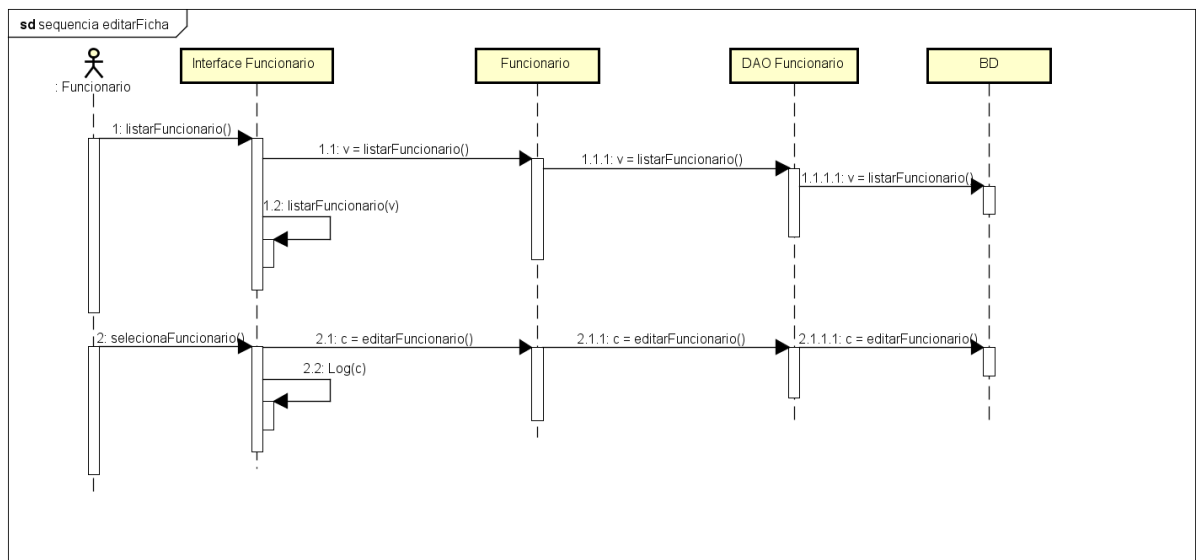 sd sequencia editarFicha
: Funcionario
Interface Funcionario
Funcionario
DAO Funcionario
BD
1: listarFuncionario()
1.1: v = listarFuncionario()
1.1.1: v = listarFuncionario()
1.1.1.1: v = listarFuncionario()
1.2: listarFuncionario(v)
2: selecionaFuncionario()
2.1: c = editarFuncionario()
2.1.1: c = editarFuncionario()
2.1.1.1: c = editarFuncionario()
2.2: Log(c)